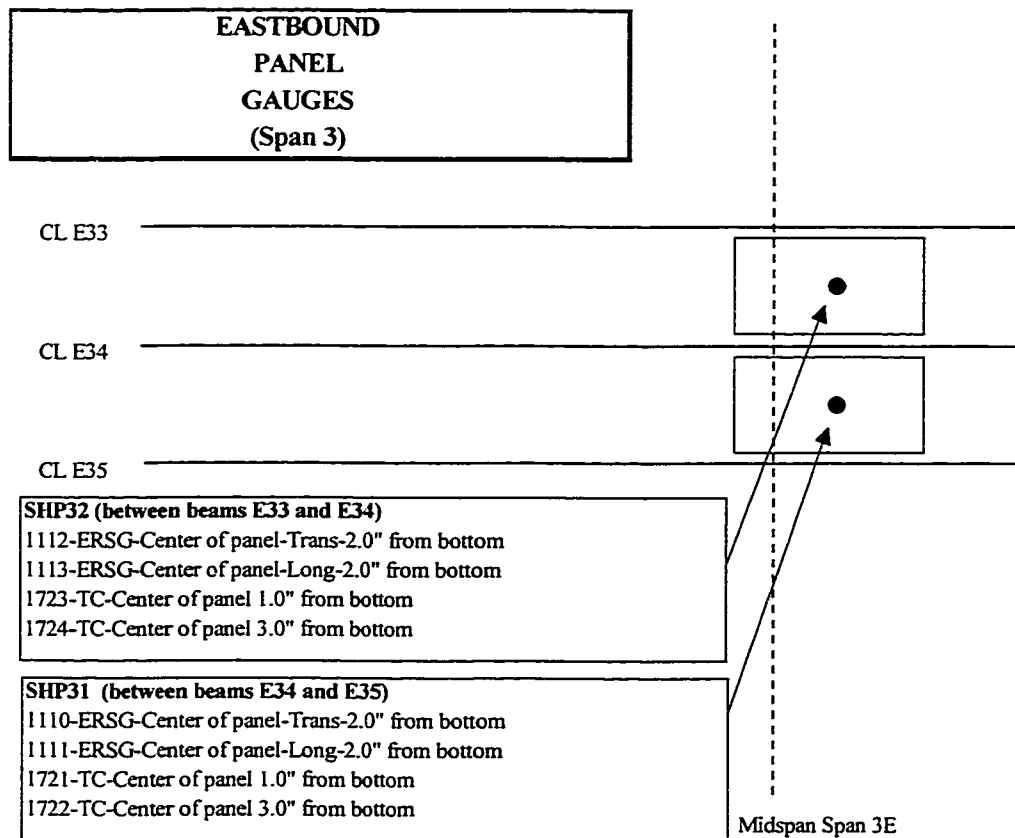 EASTBOUND
PANEL
GAUGES
(Span 3)
CL E33
CL E34
CL E35
SHP32 (between beams E33 and E34)
1112-ERSG-Center of panel-Trans-2.0" from bottom
1113-ERSG-Center of panel-Long-2.0" from bottom
1723-TC-Center of panel 1.0" from bottom
1724-TC-Center of panel 3.0" from bottom
SHP31 (between beams E34 and E35)
1110-ERSG-Center of panel-Trans-2.0" from bottom
1111-ERSG-Center of panel-Long-2.0" from bottom
1721-TC-Center of panel 1.0" from bottom
1722-TC-Center of panel 3.0" from bottom
Midspan Span 3E